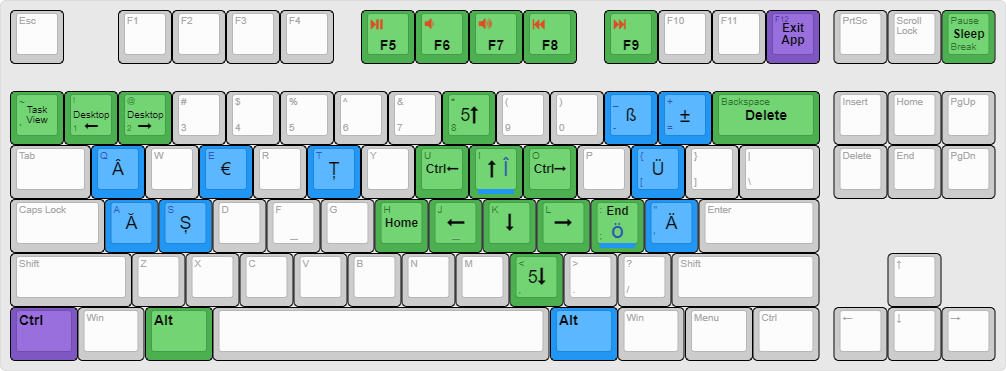 Esc F1 F2 F3 F4 F5 F6 F7 F8 F9 F10 F11 F12 Exit App PrtSc Scroll Lock Pause Sleep Break
~ Task View ` ! Desktop 1 ← @ Desktop 2 → # 3 $ 4 % 5 ^ 6 & 7 * 5↑ 8 ( 9 ) 0 _ ß - + ± = Backspace Delete Insert Home PgUp
Tab Q Â W E € R T Ț Y U Ctrl← I ↑ Î O Ctrl→ P { Ü [ } ] | \ Delete End PgDn
Caps Lock A Ă S Ș D F _ G H Home J ← _ K ↓ L → : End ö ; " Ä ' Enter
Shift Z X C V B N M < 5↓ , > . ? / Shift ↑
Ctrl Win Alt Alt Win Menu Ctrl ← ↓ →